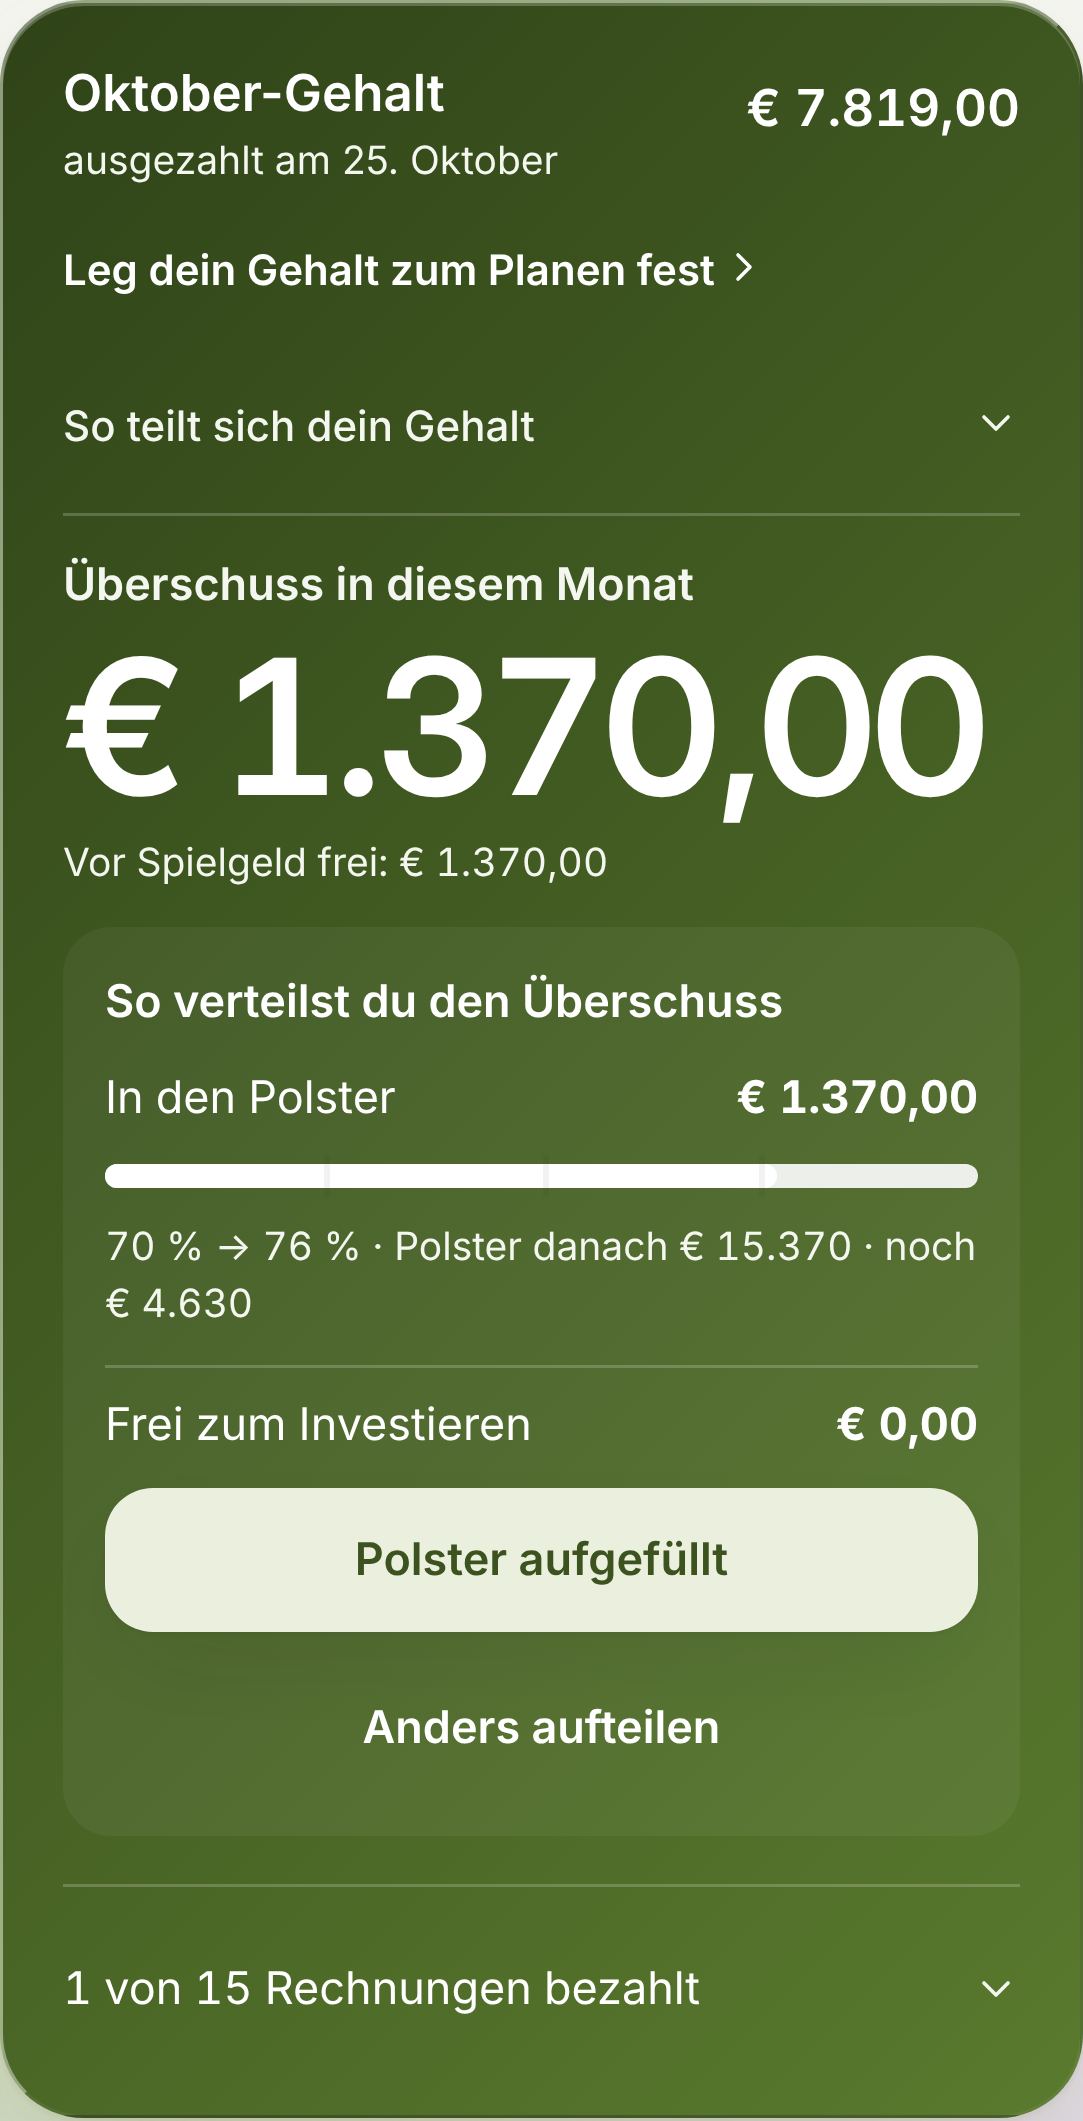 Oktober-Gehalt
€ 7.819,00
ausgezahlt am 25. Oktober
Leg dein Gehalt zum Planen fest
So teilt sich dein Gehalt
Überschuss in diesem Monat
€ 1.370,00
Vor Spielgeld frei: € 1.370,00
So verteilst du den Überschuss
In den Polster € 1.370,00
70 % → 76 % · Polster danach € 15.370 · noch
€ 4.630
Frei zum Investieren € 0,00
Polster aufgefüllt
Anders aufteilen
1 von 15 Rechnungen bezahlt